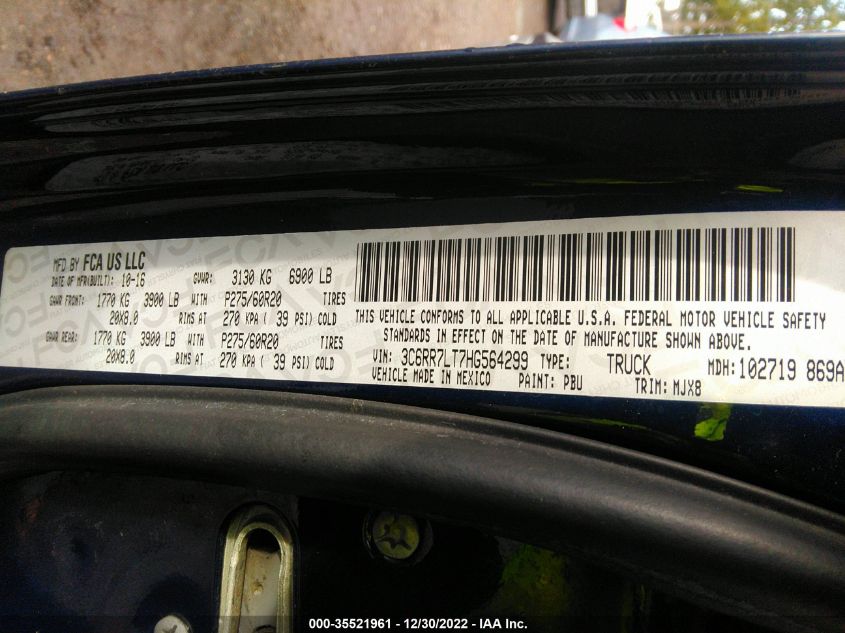 MFD BY FCA US LLC
DATE OF MFR(BUILT): 10-16 GVWR: 3130 KG 6900 LB
GAWR FRONT: 1770 KG 3900 LB WITH P275/60R20 TIRES
20X8.0 RIMS AT 270 KPA ( 39 PSI) COLD
GAWR REAR: 1770 KG 3900 LB WITH P275/60R20 TIRES
20X8.0 RIMS AT 270 KPA ( 39 PSI) COLD
THIS VEHICLE CONFORMS TO ALL APPLICABLE U.S.A. FEDERAL MOTOR VEHICLE SAFETY
STANDARDS IN EFFECT ON THE DATE OF MANUFACTURE SHOWN ABOVE.
VIN: 3C6RR7LT7HG564299 TYPE: TRUCK MDH: 102719 869A
VEHICLE MADE IN MEXICO PAINT: PBU TRIM: MJX8
000-35521961 - 12/30/2022 - IAA Inc.